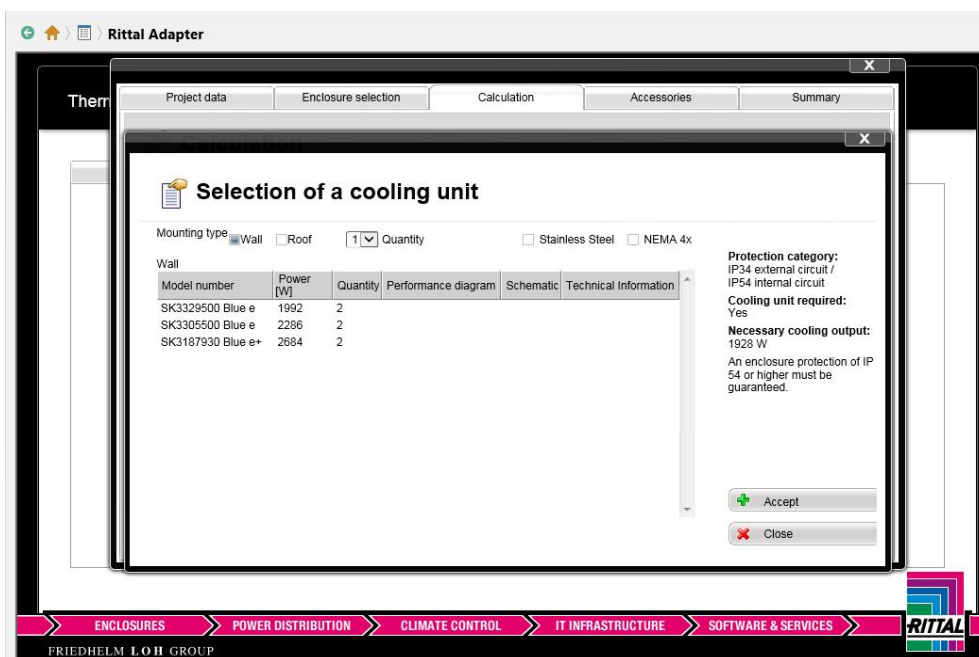 Rittal Adapter
X
Therm
Project data Enclosure selection Calculation Accessories Summary
Calculation
X
Selection of a cooling unit
Mounting type Wall Roof 1 Quantity Stainless Steel NEMA 4x
Wall
Model number Power [W] Quantity Performance diagram Schematic Technical Information
SK3329500 Blue e 1992 2
SK3305500 Blue e 2286 2
SK3187930 Blue e+ 2684 2
Protection category:
IP34 external circuit /
IP54 internal circuit
Cooling unit required:
Yes
Necessary cooling output:
1928 W
An enclosure protection of IP
54 or higher must be
guaranteed.
Accept
Close
ENCLOSURES POWER DISTRIBUTION CLIMATE CONTROL IT INFRASTRUCTURE SOFTWARE & SERVICES
RITTAL
FRIEDHELM LOH GROUP